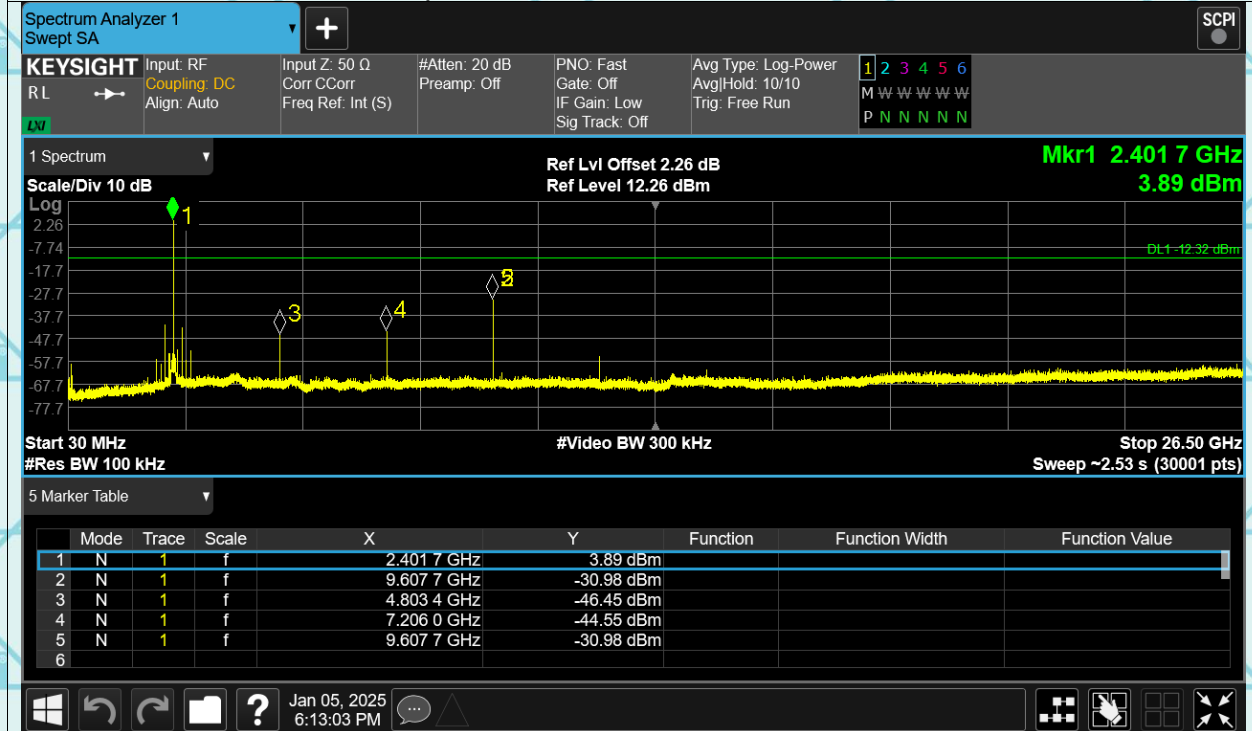 Spectrum Analyzer 1
Swept SA
+
SCPI
KEYSIGHT
R L
LXI
Input: RF
Coupling: DC
Align: Auto
Input Z: 50 Ω
Corr CCorr
Freq Ref: Int (S)
#Atten: 20 dB
Preamp: Off
PNO: Fast
Gate: Off
IF Gain: Low
Sig Track: Off
Avg Type: Log-Power
Avg|Hold: 10/10
Trig: Free Run
1 2 3 4 5 6
M W W W W W
P N N N N N
1 Spectrum
Scale/Div 10 dB
Ref Lvl Offset 2.26 dB
Ref Level 12.26 dBm
Mkr1 2.401 7 GHz
3.89 dBm
Log
2.26
-7.74
-17.7
-27.7
-37.7
-47.7
-57.7
-67.7
-77.7
1
3
4
DL1 -12.32 dBm
Start 30 MHz
#Video BW 300 kHz
Stop 26.50 GHz
#Res BW 100 kHz
Sweep ~2.53 s (30001 pts)
5 Marker Table
Mode Trace Scale X Y Function Function Width Function Value
1 N 1 f 2.401 7 GHz 3.89 dBm
2 N 1 f 9.607 7 GHz -30.98 dBm
3 N 1 f 4.803 4 GHz -46.45 dBm
4 N 1 f 7.206 0 GHz -44.55 dBm
5 N 1 f 9.607 7 GHz -30.98 dBm
6
?
Jan 05, 2025
6:13:03 PM